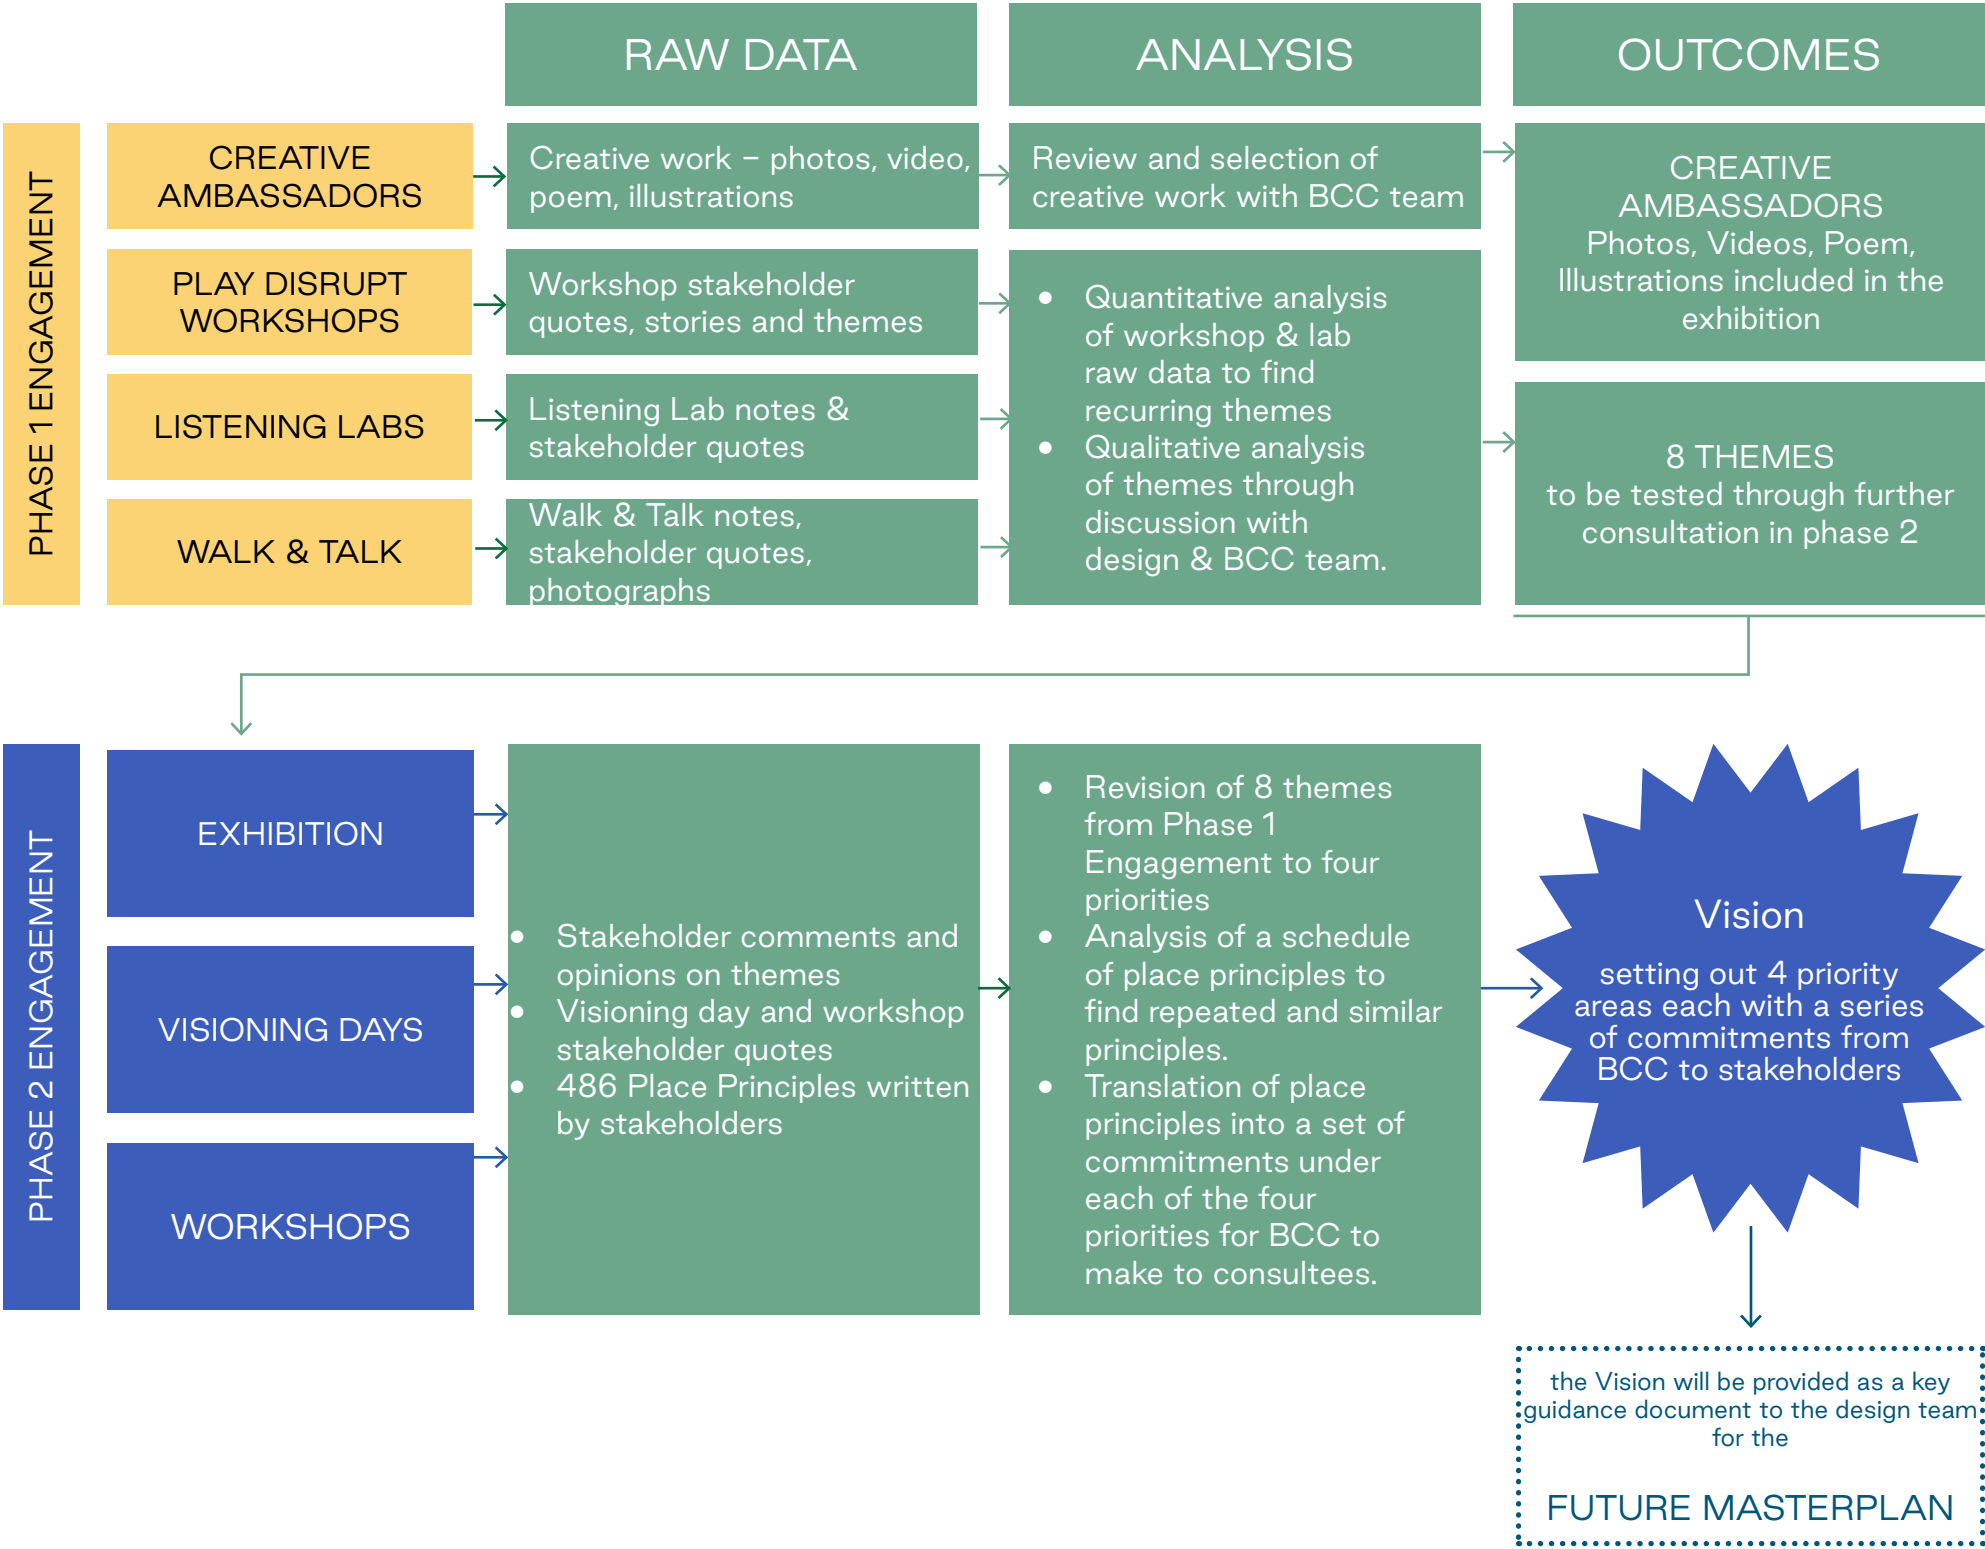 RAW DATA
ANALYSIS
OUTCOMES
PHASE 1 ENGAGEMENT
CREATIVE
AMBASSADORS
Creative work – photos, video,
poem, illustrations
Review and selection of
creative work with BCC team
CREATIVE
AMBASSADORS
Photos, Videos, Poem,
Illustrations included in the
exhibition
PLAY DISRUPT
WORKSHOPS
Workshop stakeholder
quotes, stories and themes
LISTENING LABS
Listening Lab notes &
stakeholder quotes
WALK & TALK
Walk & Talk notes,
stakeholder quotes,
photographs
• Quantitative analysis
of workshop & lab
raw data to find
recurring themes
• Qualitative analysis
of themes through
discussion with
design & BCC team.
8 THEMES
to be tested through further
consultation in phase 2
PHASE 2 ENGAGEMENT
EXHIBITION
VISIONING DAYS
WORKSHOPS
• Stakeholder comments and
opinions on themes
• Visioning day and workshop
stakeholder quotes
• 486 Place Principles written
by stakeholders
• Revision of 8 themes
from Phase 1
Engagement to four
priorities
• Analysis of a schedule
of place principles to
find repeated and similar
principles.
• Translation of place
principles into a set of
commitments under
each of the four
priorities for BCC to
make to consultees.
Vision
setting out 4 priority
areas each with a series
of commitments from
BCC to stakeholders
the Vision will be provided as a key
guidance document to the design team
for the
FUTURE MASTERPLAN